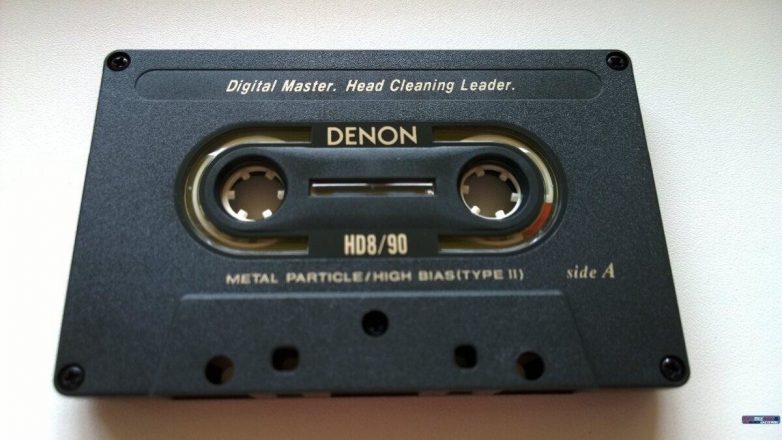 Digital Master. Head Cleaning Leader.
DENON
HD8/90
METAL PARTICLE/HIGH BIAS(TYPE II)
side A